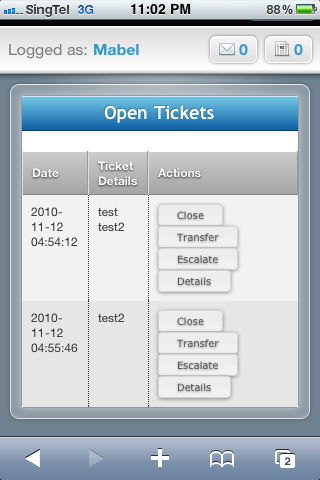 SingTel 3G 11:02 PM 88%
Logged as: Mabel 0 0
Open Tickets
Date Ticket Details Actions
2010-11-12 04:54:12
test
test2
Close
Transfer
Escalate
Details
2010-11-12 04:55:46
test2
Close
Transfer
Escalate
Details
2